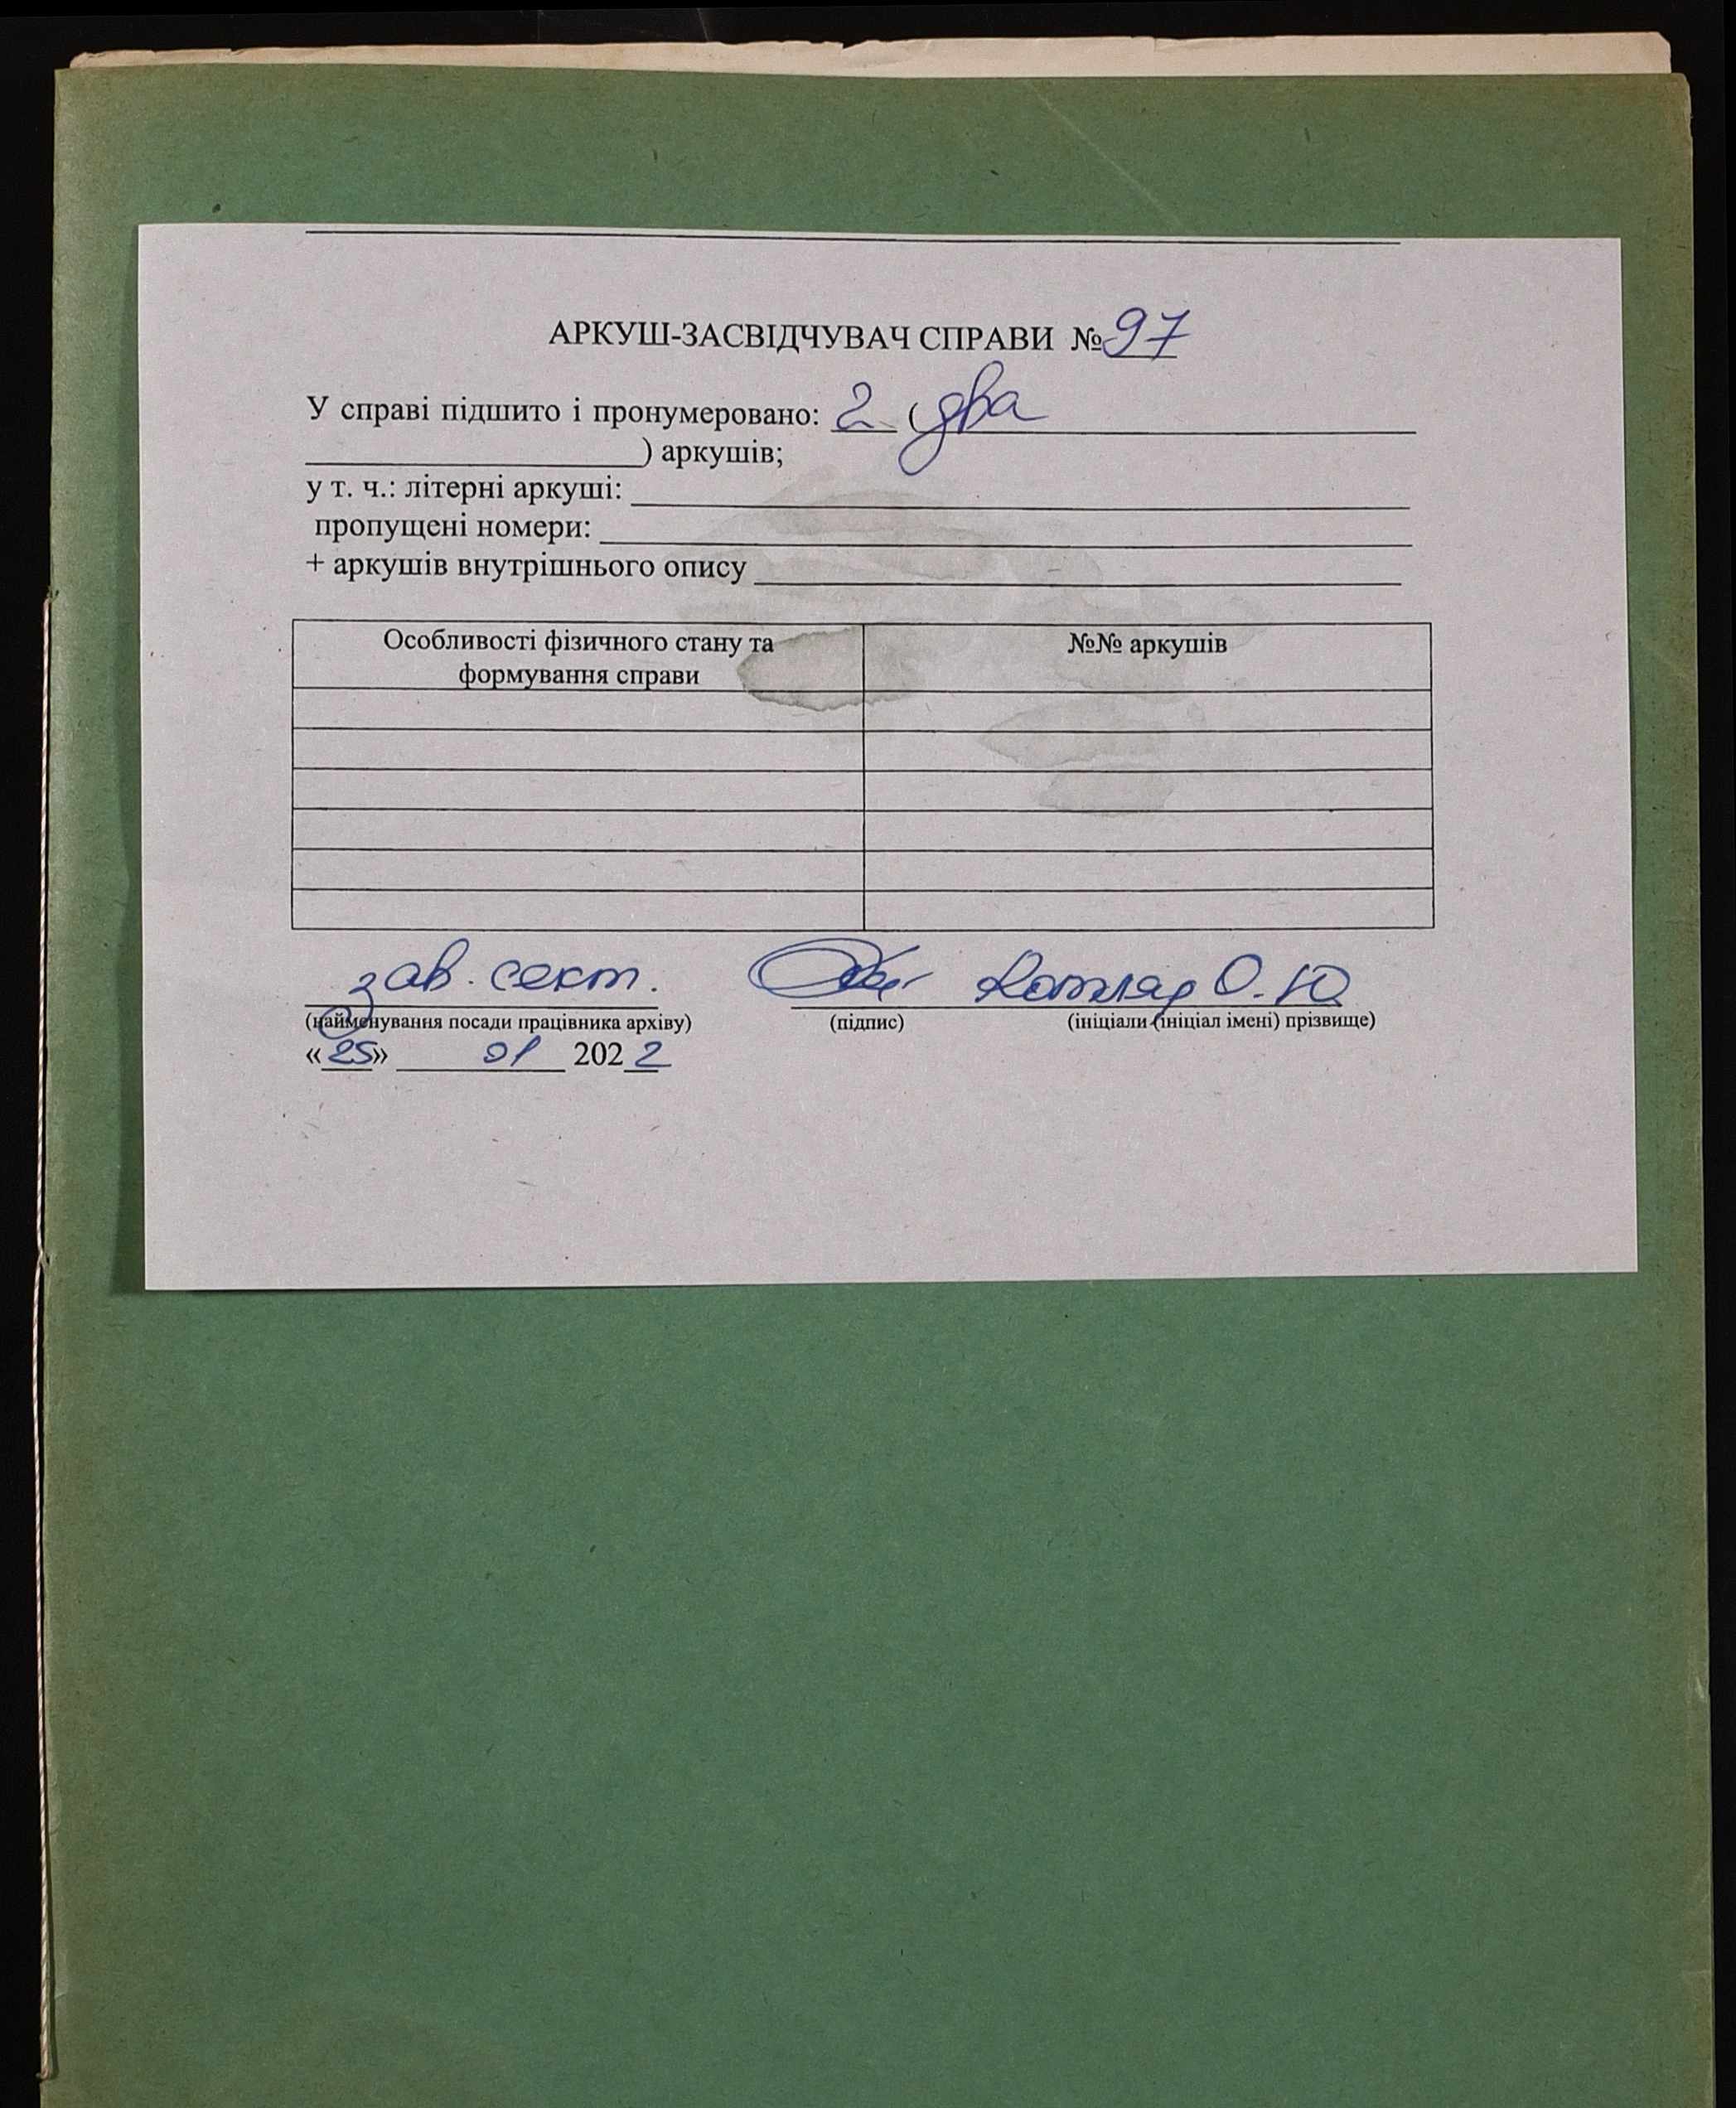 АРКУШ-ЗАСВІДЧУВАЧ СПРАВИ № 97
У справі підшито і пронумеровано: 2 (два
) аркушів;
у т. ч.: літерні аркуші:
пропущені номери:
+ аркушів внутрішнього опису
Особливості фізичного стану та формування справи №№ аркушів
зав. сект. Котляр О. Ю
(найменування посади працівника архіву) (підпис) (ініціали (ініціал імені) прізвище)
«25» 01 2022